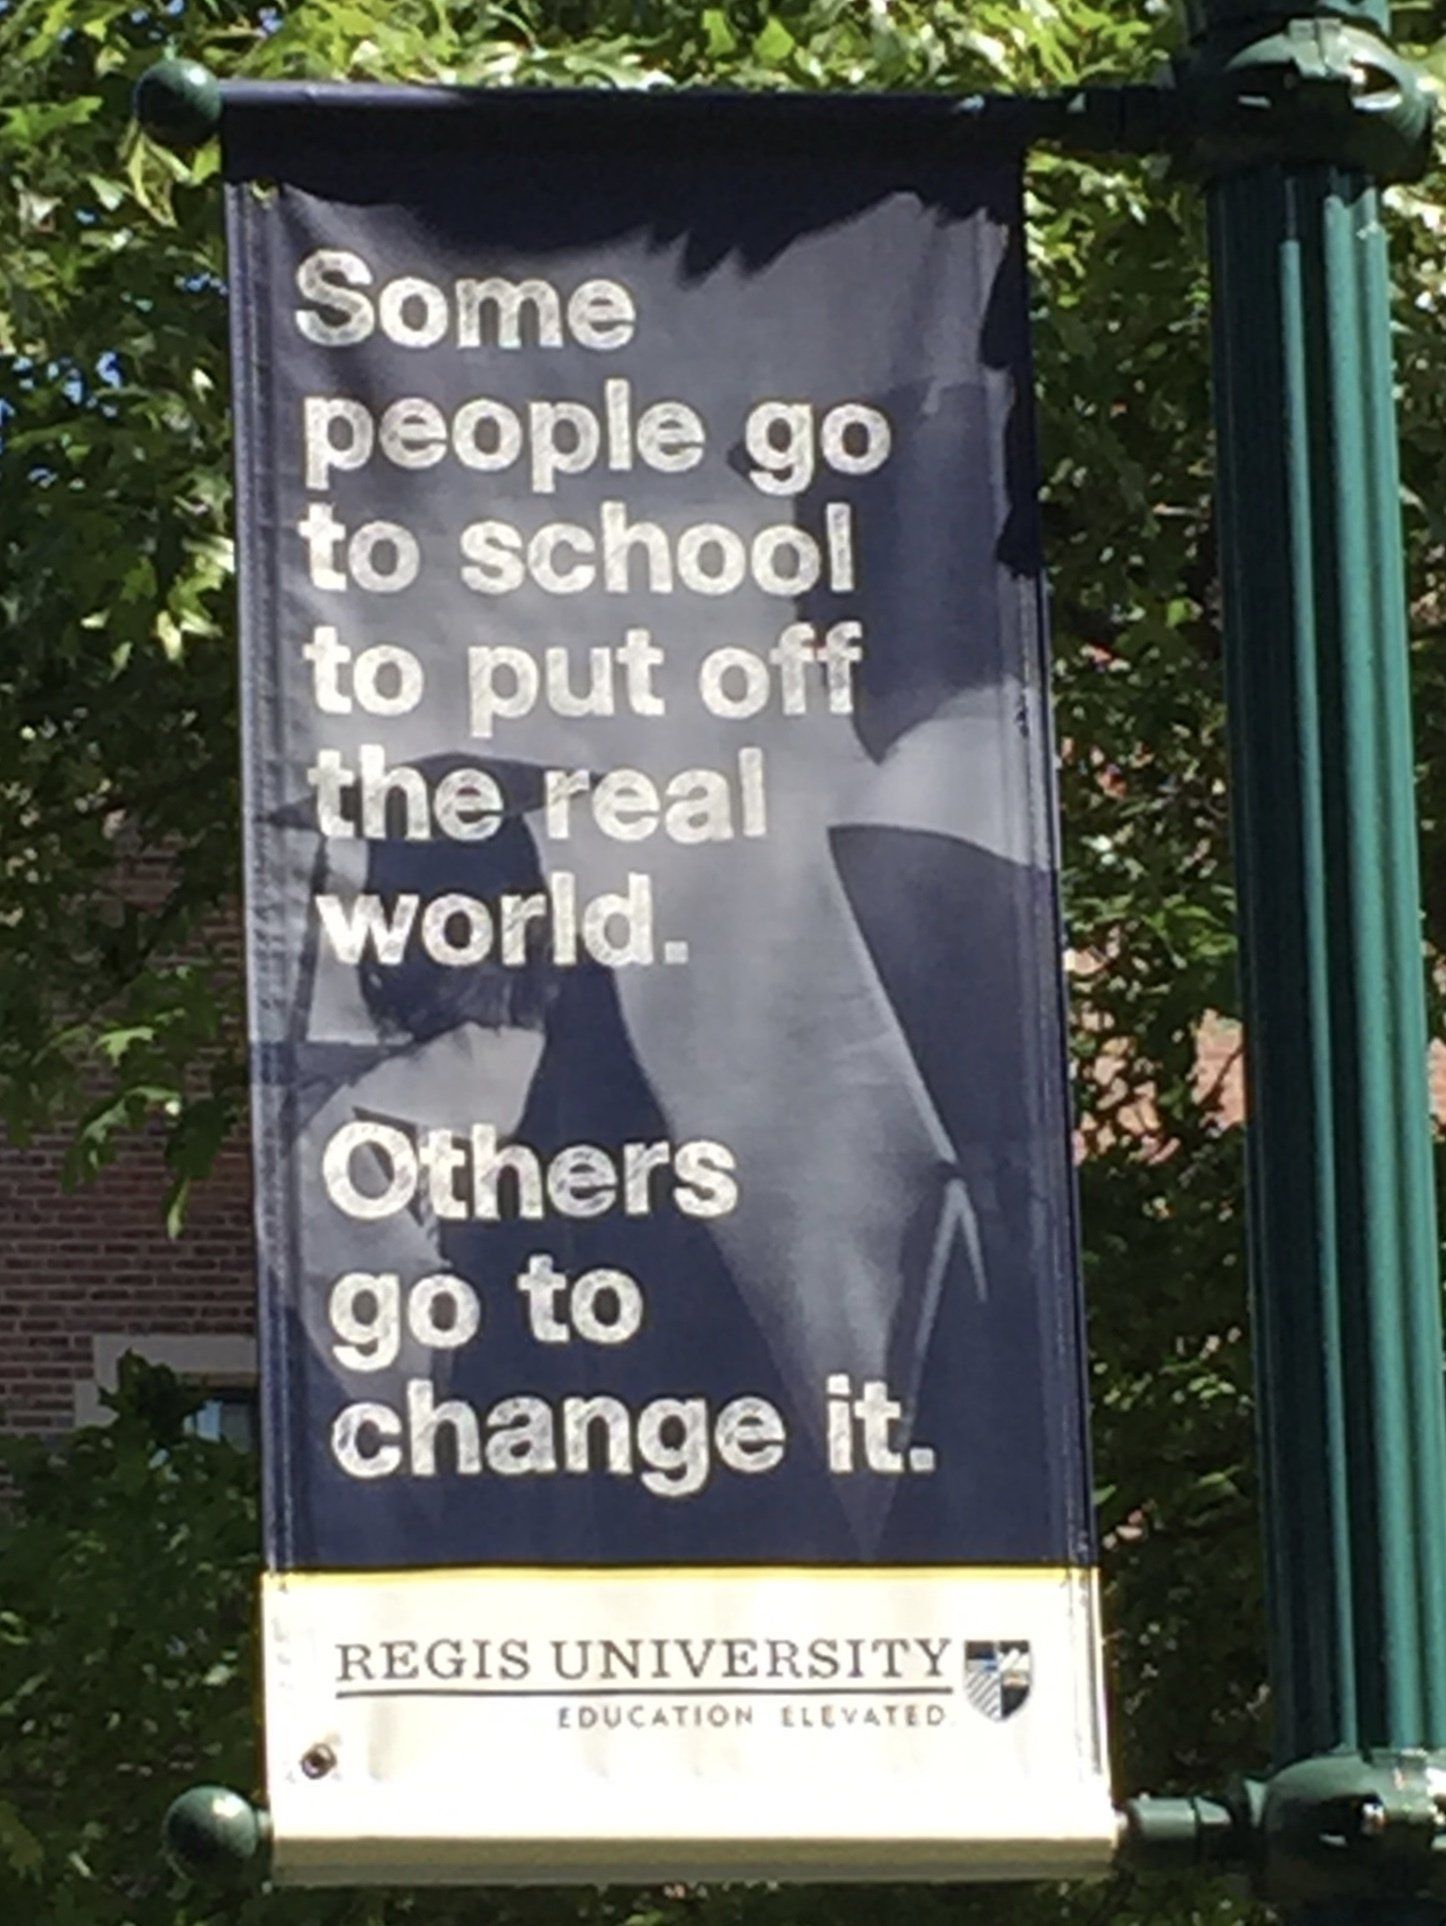 Some
people go
to school
to put off
the real
world.
Others
go to
change it.
REGIS UNIVERSITY
EDUCATION ELEVATED.